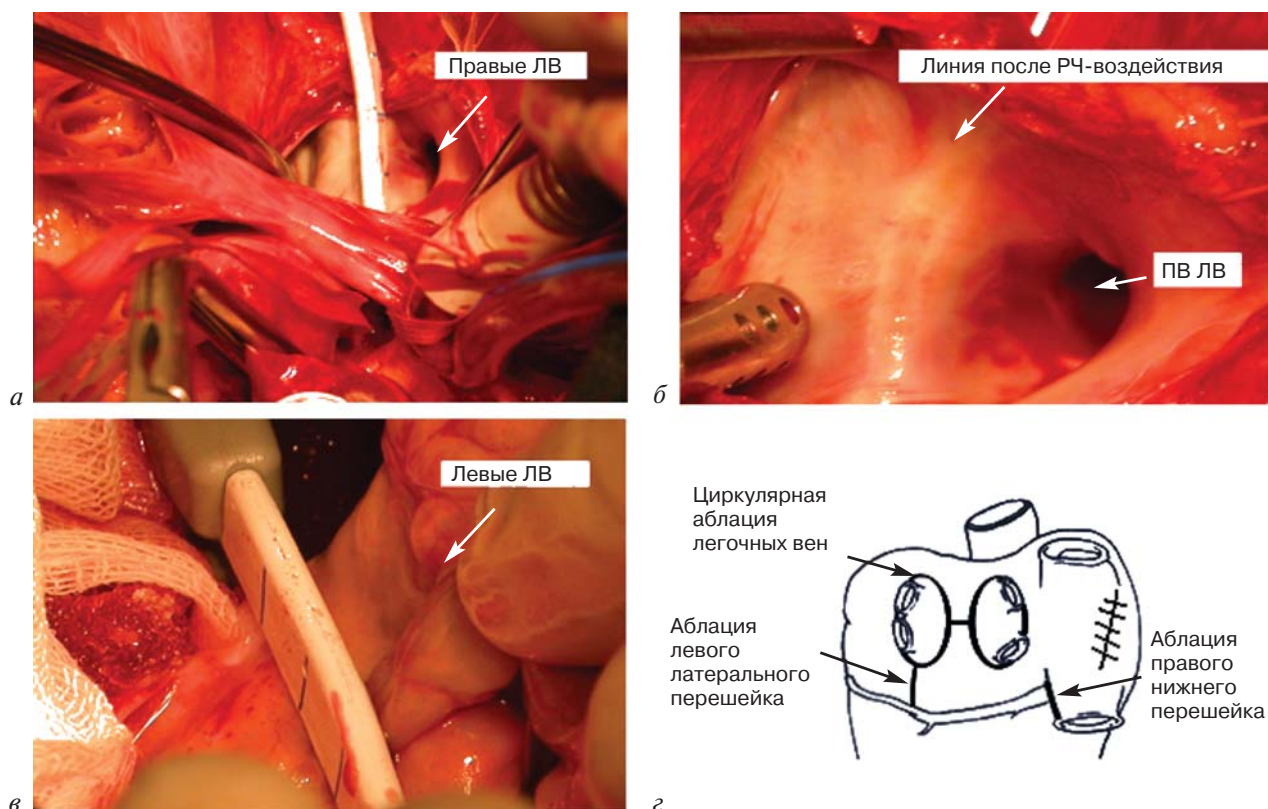 Правые ЛВ
а
Линия после РЧ-воздействия
ПВ ЛВ
б
Левые ЛВ
в
Циркулярная
аблация
легочных вен
Аблация
левого
латерального
перешейка
Аблация
правого
нижнего
перешейка
г